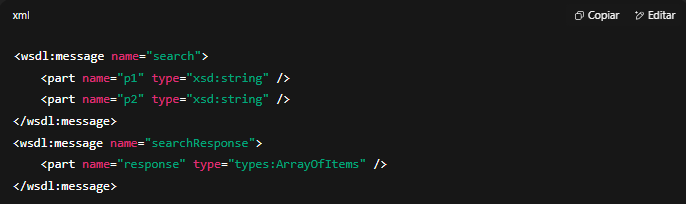 xml
Copiar
Editar
<wsdl:message name="search">
    <part name="p1" type="xsd:string" />
    <part name="p2" type="xsd:string" />
</wsdl:message>
<wsdl:message name="searchResponse">
    <part name="response" type="types:ArrayOfItems" />
</wsdl:message>